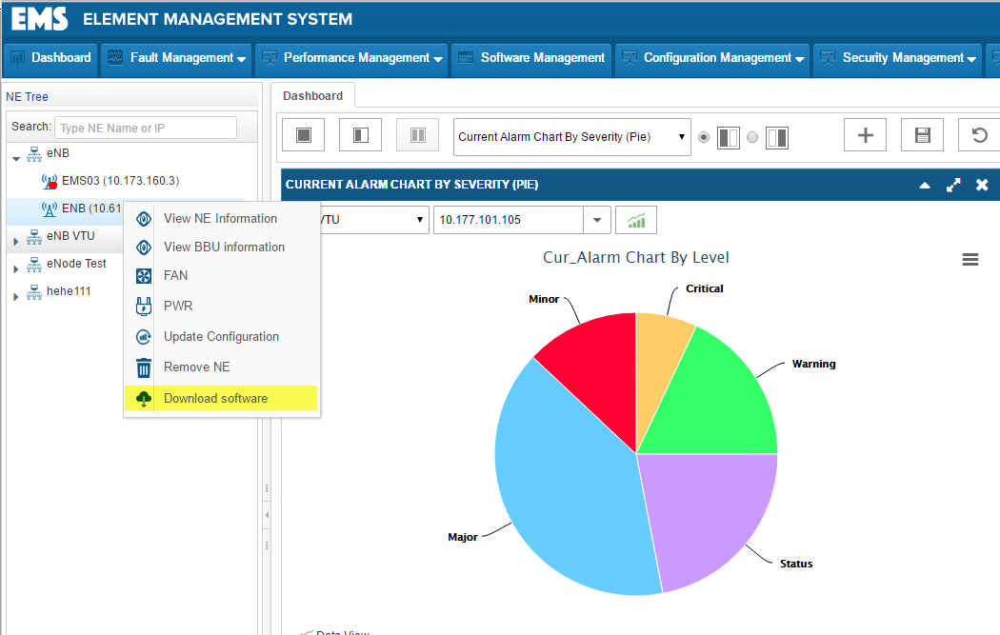 EMS ELEMENT MANAGEMENT SYSTEM
Dashboard Fault Management Performance Management Software Management Configuration Management Security Management
NE Tree
Dashboard
Search: Type NE Name or IP
Current Alarm Chart By Severity (Pie)
eNB
EMS03 (10.173.160.3)
CURRENT ALARM CHART BY SEVERITY (PIE)
ENB (10.61
View NE Information
VTU
10.177.101.105
eNB VTU
View BBU information
eNode Test
FAN
Cur_Alarm Chart By Level
hehe111
PWR
Update Configuration
Remove NE
Download software
Critical
Minor
Warning
Major
Status
Data View